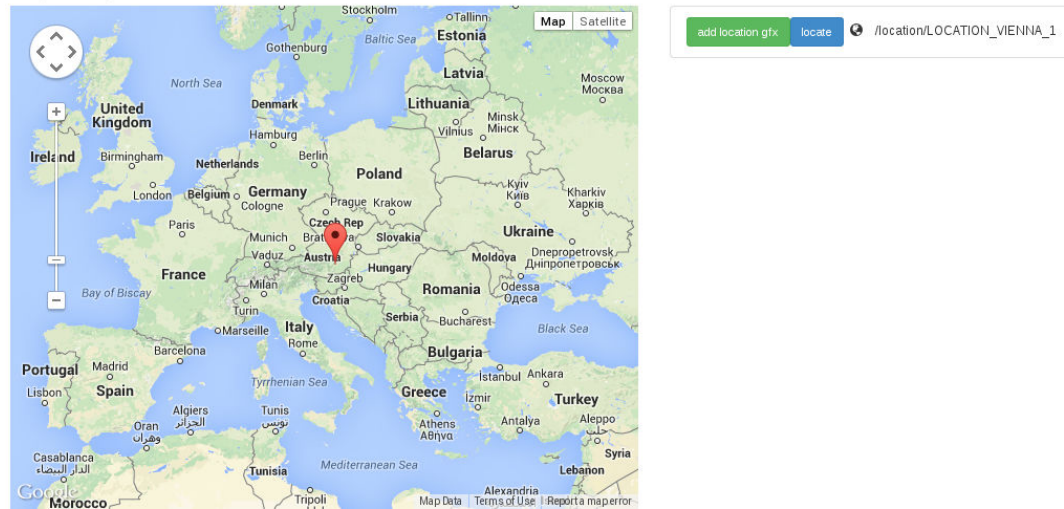 Stockholm
Tallinn
Map Satellite
Baltic Sea
Estonia
Gothenburg
North Sea
Latvia
Moscow
Москва
Denmark
Lithuania
United
Kingdom
Vilnius
Minsk
Мінск
Hamburg
Ireland
Birmingham
Netherlands
Berlin
Belarus
Poland
London
Belgium
Germany
Cologne
Kyiv
Київ
Kharkiv
Харків
Prague
Krakow
Paris
Czech Rep
Ukraine
Munich
Slovakia
Vaduz
Austria
Dnepropetrovsk
Дніпропетровськ
France
Hungary
Moldova
Milan
Zagreb
Romania
Odessa
Одеса
Bay of Biscay
Croatia
Turin
Serbia
Bucharest
Marseille
Italy
Black Sea
Rome
Barcelona
Bulgaria
Portugal
Madrid
Istanbul
Ankara
Lisbon
Spain
Tyrrhenian Sea
Greece
İzmir
Turkey
Algiers
الجزائر
Tunis
تونس
Athens
Αθήνα
Antalya
Aleppo
حلب
Oran
وهران
Casablanca
الدار البيضاء
Syria
Tunisia
Mediterranean Sea
Lebanon
Google
Morocco
Tripoli
Alexandria
Map Data Terms of Use Report a map error
add location gfx locate /location/LOCATION_VIENNA_1